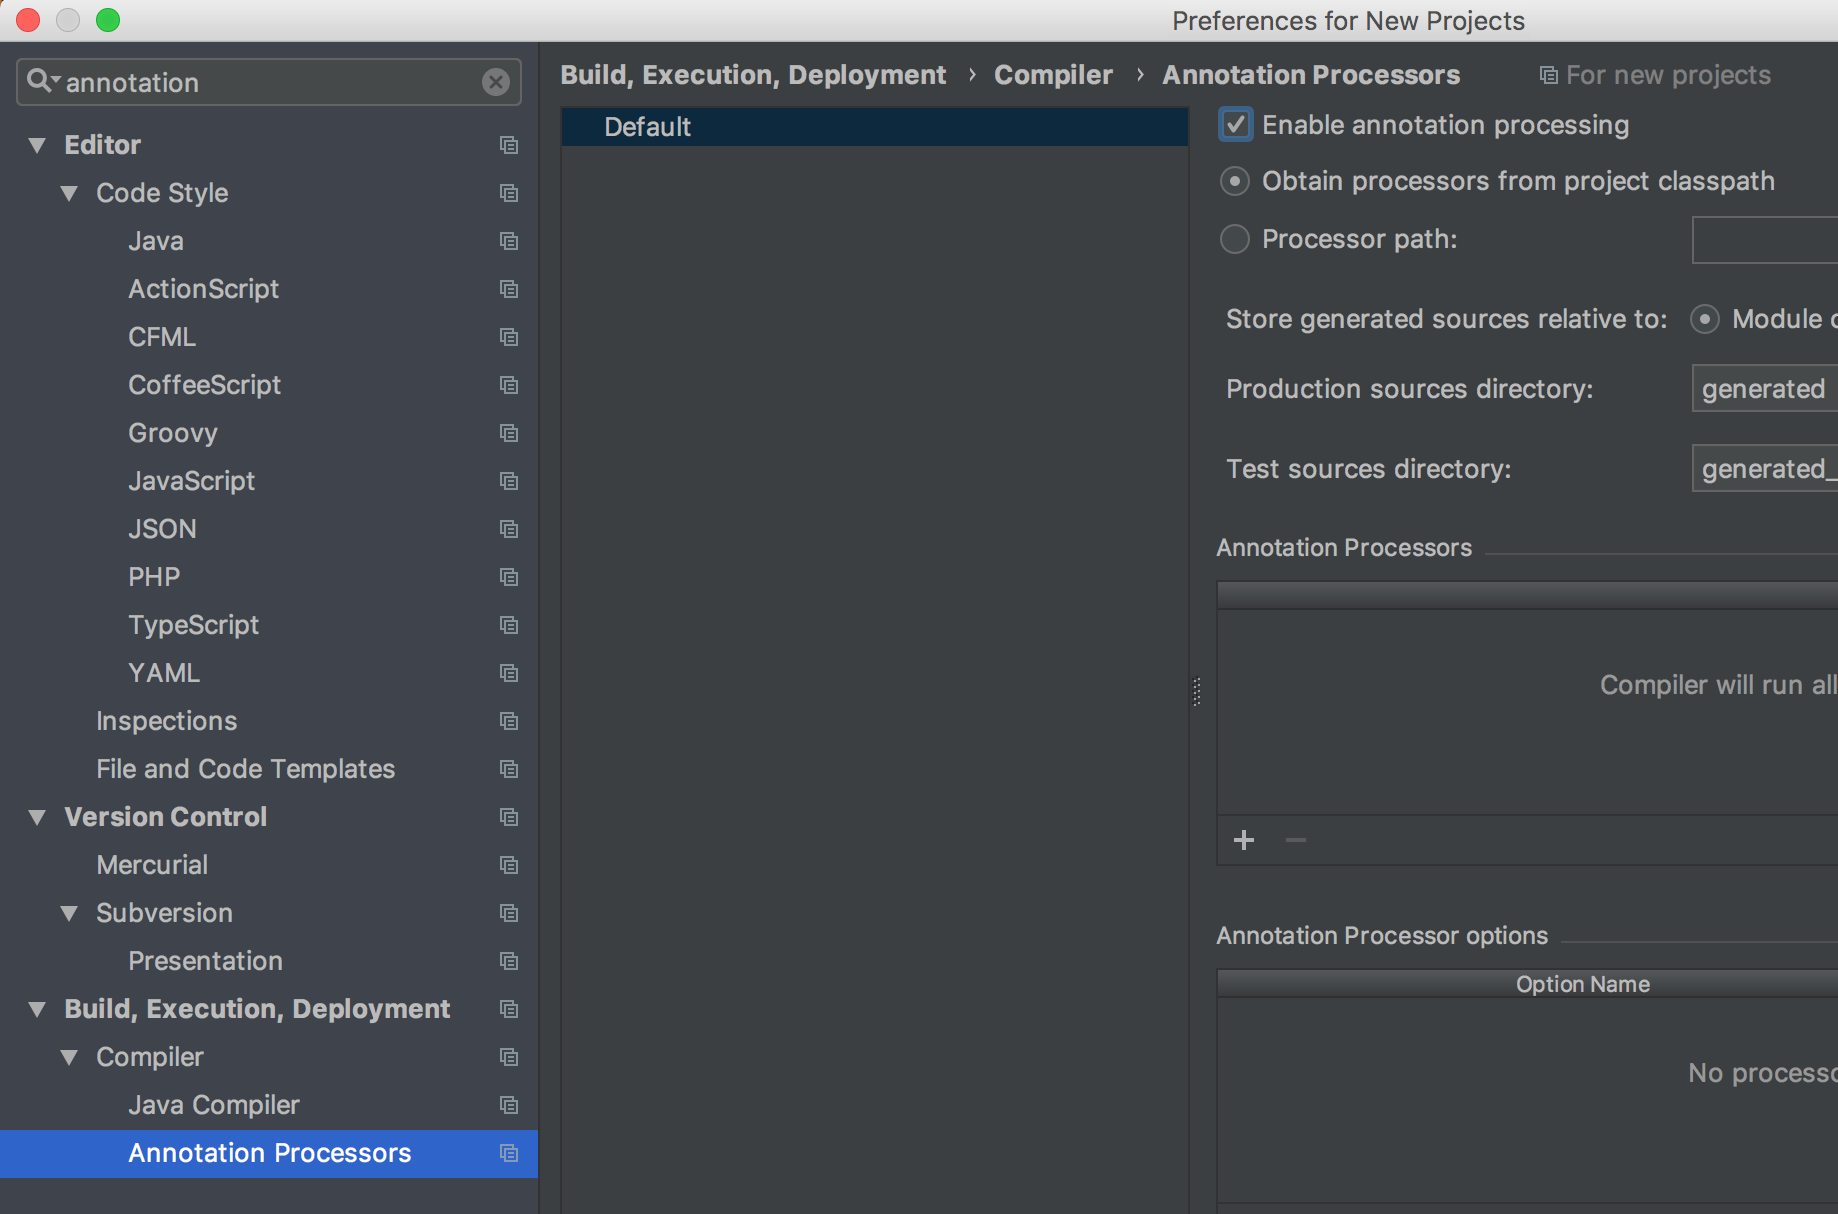 Preferences for New Projects
annotation
Editor
Code Style
Java
ActionScript
CFML
CoffeeScript
Groovy
JavaScript
JSON
PHP
TypeScript
YAML
Inspections
File and Code Templates
Version Control
Mercurial
Subversion
Presentation
Build, Execution, Deployment
Compiler
Java Compiler
Annotation Processors
Build, Execution, Deployment › Compiler › Annotation Processors For new projects
Default
Enable annotation processing
Obtain processors from project classpath
Processor path:
Store generated sources relative to: Module
Production sources directory: generated
Test sources directory: generated_
Annotation Processors
Compiler will run all
Annotation Processor options
Option Name
No